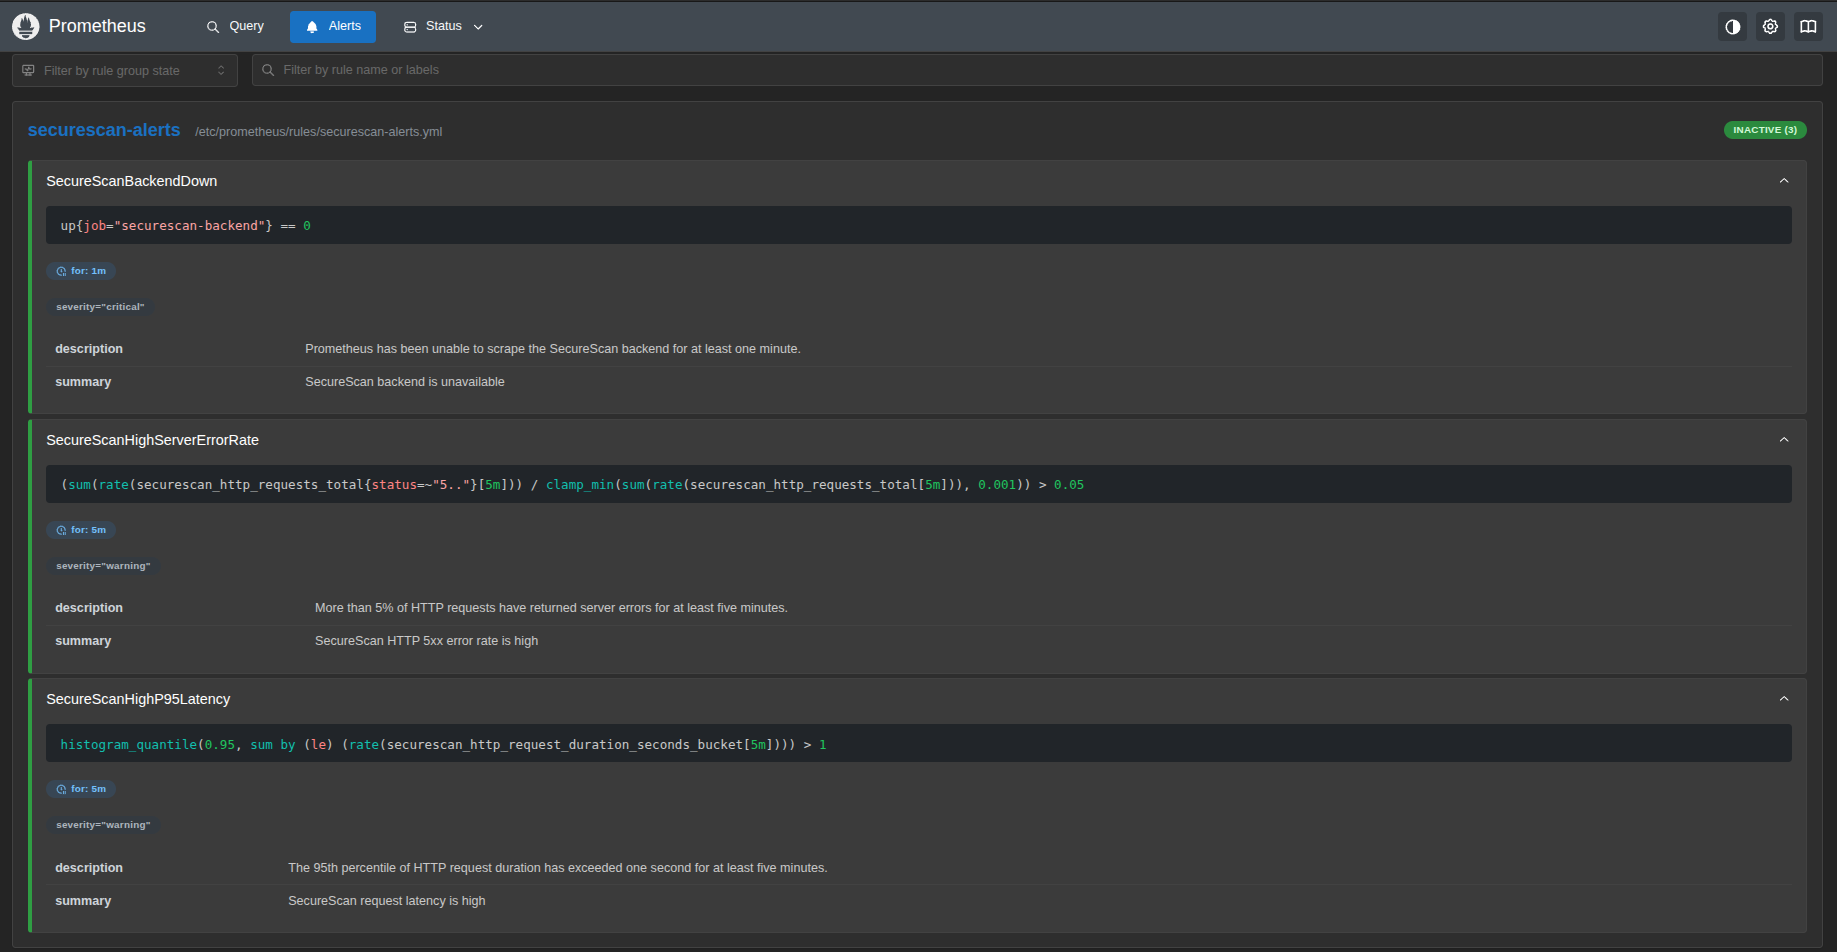 Prometheus Query Alerts Status
Filter by rule group state Filter by rule name or labels
securescan-alerts /etc/prometheus/rules/securescan-alerts.yml INACTIVE (3)
SecureScanBackendDown
up{job="securescan-backend"} == 0
for: 1m
severity="critical"
description Prometheus has been unable to scrape the SecureScan backend for at least one minute.
summary SecureScan backend is unavailable
SecureScanHighServerErrorRate
(sum(rate(securescan_http_requests_total{status=~"5.."}[5m])) / clamp_min(sum(rate(securescan_http_requests_total[5m])), 0.001)) > 0.05
for: 5m
severity="warning"
description More than 5% of HTTP requests have returned server errors for at least five minutes.
summary SecureScan HTTP 5xx error rate is high
SecureScanHighP95Latency
histogram_quantile(0.95, sum by (le) (rate(securescan_http_request_duration_seconds_bucket[5m]))) > 1
for: 5m
severity="warning"
description The 95th percentile of HTTP request duration has exceeded one second for at least five minutes.
summary SecureScan request latency is high